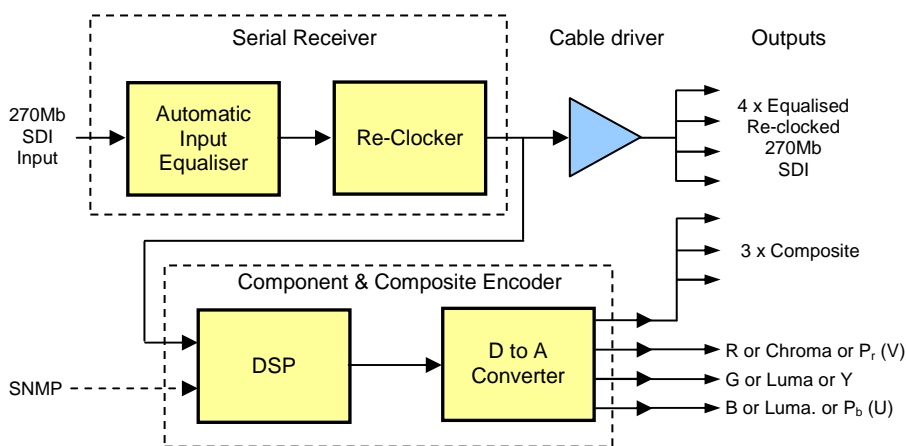 Serial Receiver
Cable driver
Outputs
270Mb
SDI
Input
Automatic
Input
Equaliser
Re-Clocker
4 x Equalised
Re-clocked
270Mb
SDI
3 x Composite
Component & Composite Encoder
DSP
D to A
Converter
SNMP
R or Chroma or Pr (V)
G or Luma or Y
B or Luma. or Pb (U)